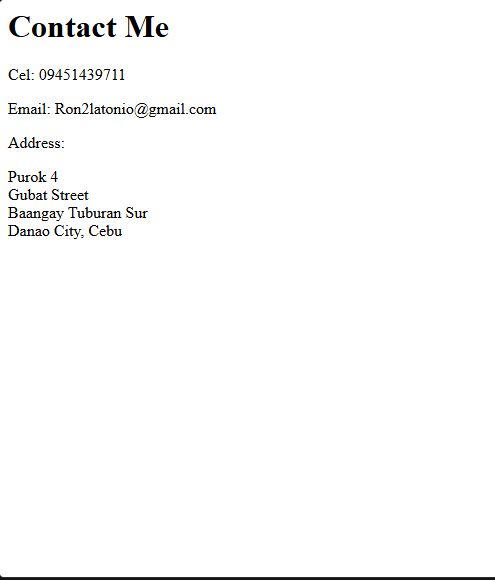 Contact Me
Cel: 09451439711
Email: Ron2latonio@gmail.com
Address:
Purok 4
Gubat Street
Baangay Tuburan Sur
Danao City, Cebu